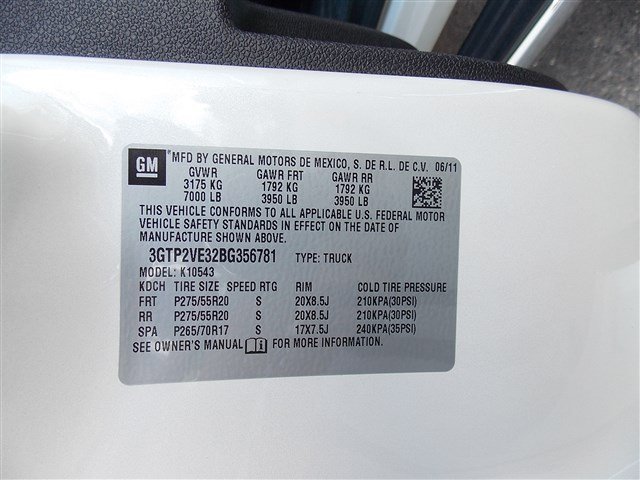 GM
*MFD BY GENERAL MOTORS DE MEXICO, S. DE R.L. DE C.V. 06/11
GVWR GAWR FRT GAWR RR
3175 KG 1792 KG 1792 KG
7000 LB 3950 LB 3950 LB
THIS VEHICLE CONFORMS TO ALL APPLICABLE U.S. FEDERAL MOTOR
VEHICLE SAFETY STANDARDS IN EFFECT ON THE DATE OF
MANUFACTURE SHOWN ABOVE.
3GTP2VE32BG356781 TYPE: TRUCK
MODEL: K10543
KDCH TIRE SIZE SPEED RTG RIM COLD TIRE PRESSURE
FRT P275/55R20 S 20X8.5J 210KPA(30PSI)
RR P275/55R20 S 20X8.5J 210KPA(30PSI)
SPA P265/70R17 S 17X7.5J 240KPA(35PSI)
SEE OWNER'S MANUAL FOR MORE INFORMATION.